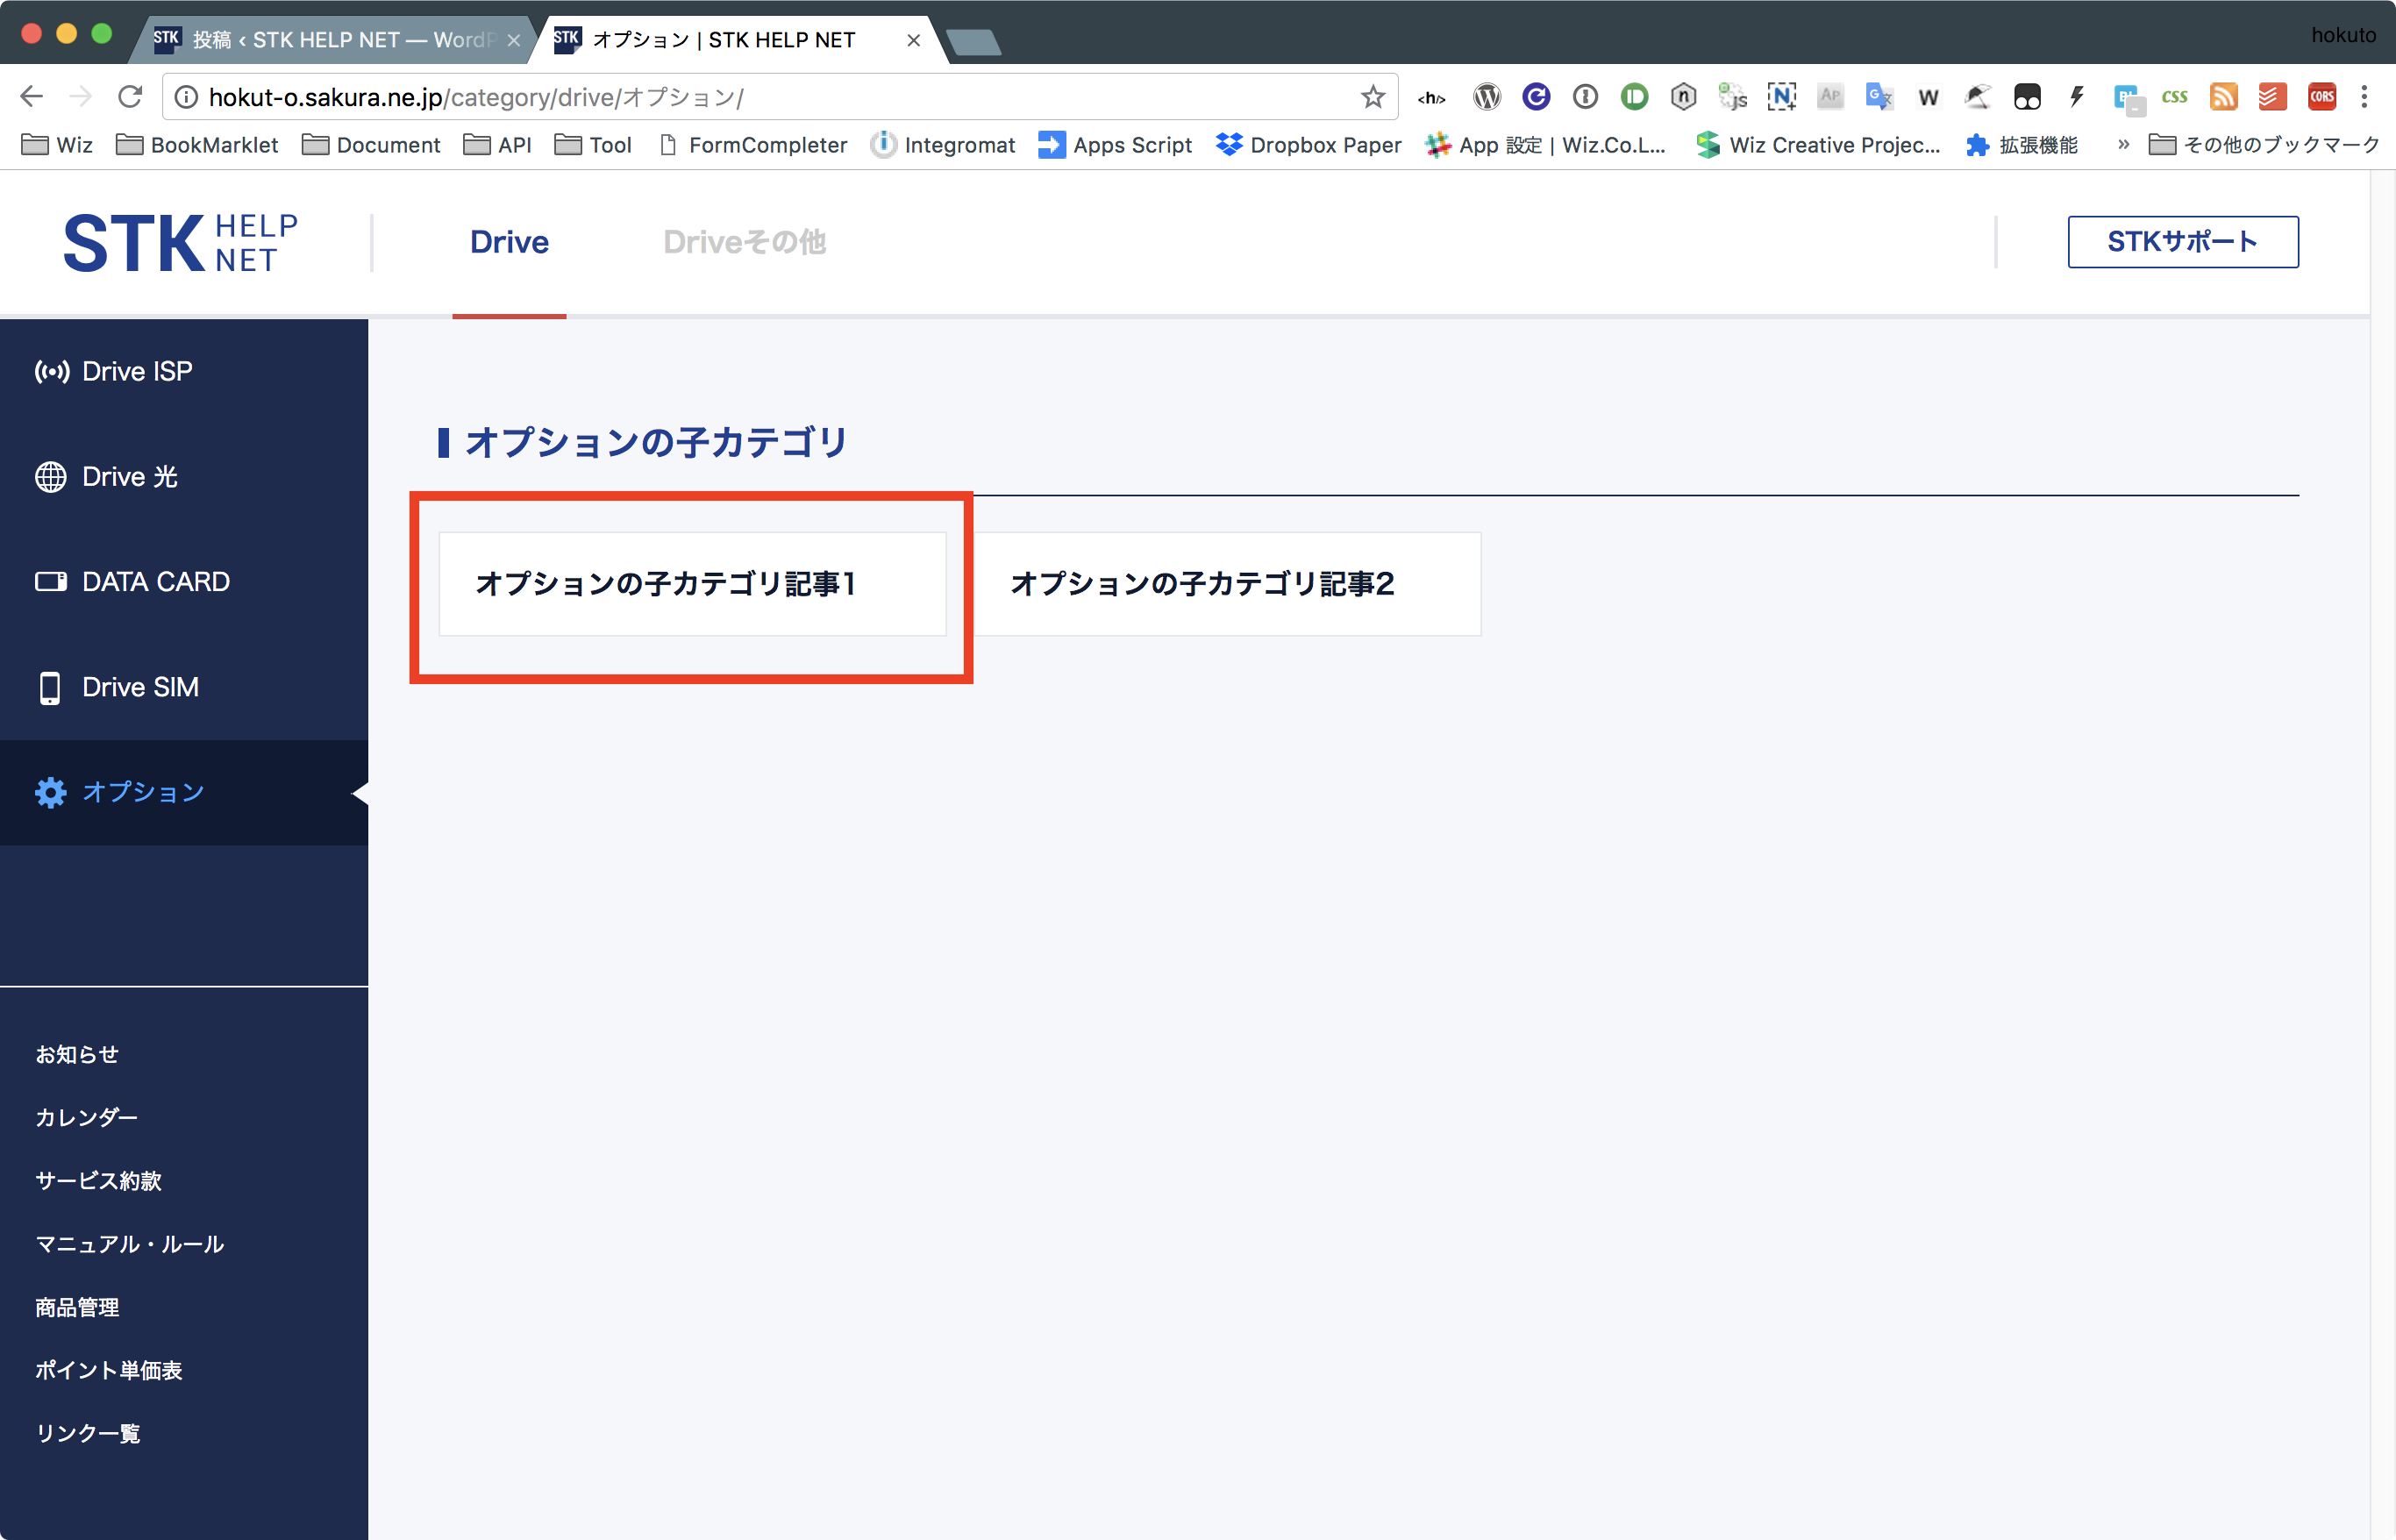 STK 投稿 ‹ STK HELP NET — WordP
STK オプション | STK HELP NET
hokuto
hokut-o.sakura.ne.jp/category/drive/オプション/
<h/> js AP W CSS CORS
Wiz BookMarklet Document API Tool FormCompleter Integromat Apps Script Dropbox Paper App 設定 | Wiz.Co.L... Wiz Creative Projec... 拡張機能 » その他のブックマーク
STK HELP NET
Drive
Driveその他
STKサポート
Drive ISP
Drive 光
DATA CARD
Drive SIM
オプション
お知らせ
カレンダー
サービス約款
マニュアル・ルール
商品管理
ポイント単価表
リンク一覧
オプションの子カテゴリ
オプションの子カテゴリ記事1
オプションの子カテゴリ記事2